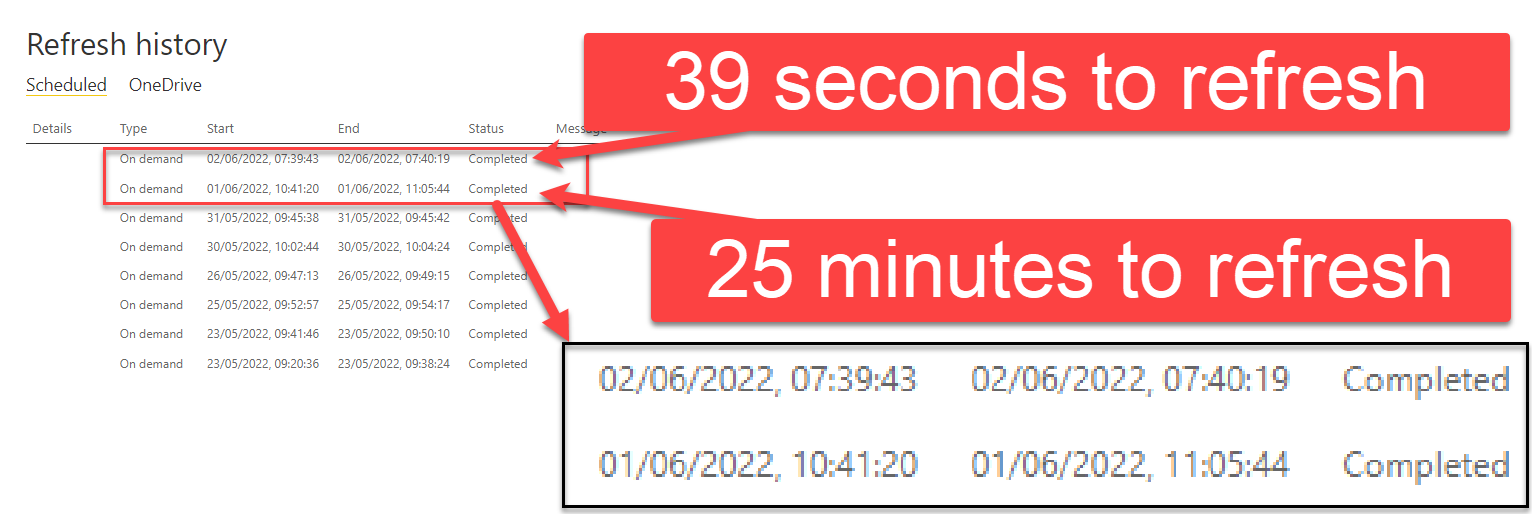 Refresh history
39 seconds to refresh
Scheduled OneDrive
Details Type Start End Status Message
On demand 02/06/2022, 07:39:43 02/06/2022, 07:40:19 Completed
On demand 01/06/2022, 10:41:20 01/06/2022, 11:05:44 Completed
On demand 31/05/2022, 09:45:38 31/05/2022, 09:45:42 Completed
On demand 30/05/2022, 10:02:44 30/05/2022, 10:04:24 Completed
On demand 26/05/2022, 09:47:13 26/05/2022, 09:49:15 Completed
On demand 25/05/2022, 09:52:57 25/05/2022, 09:54:17 Completed
On demand 23/05/2022, 09:41:46 23/05/2022, 09:50:10 Completed
On demand 23/05/2022, 09:20:36 23/05/2022, 09:38:24 Completed
25 minutes to refresh
02/06/2022, 07:39:43 02/06/2022, 07:40:19 Completed
01/06/2022, 10:41:20 01/06/2022, 11:05:44 Completed